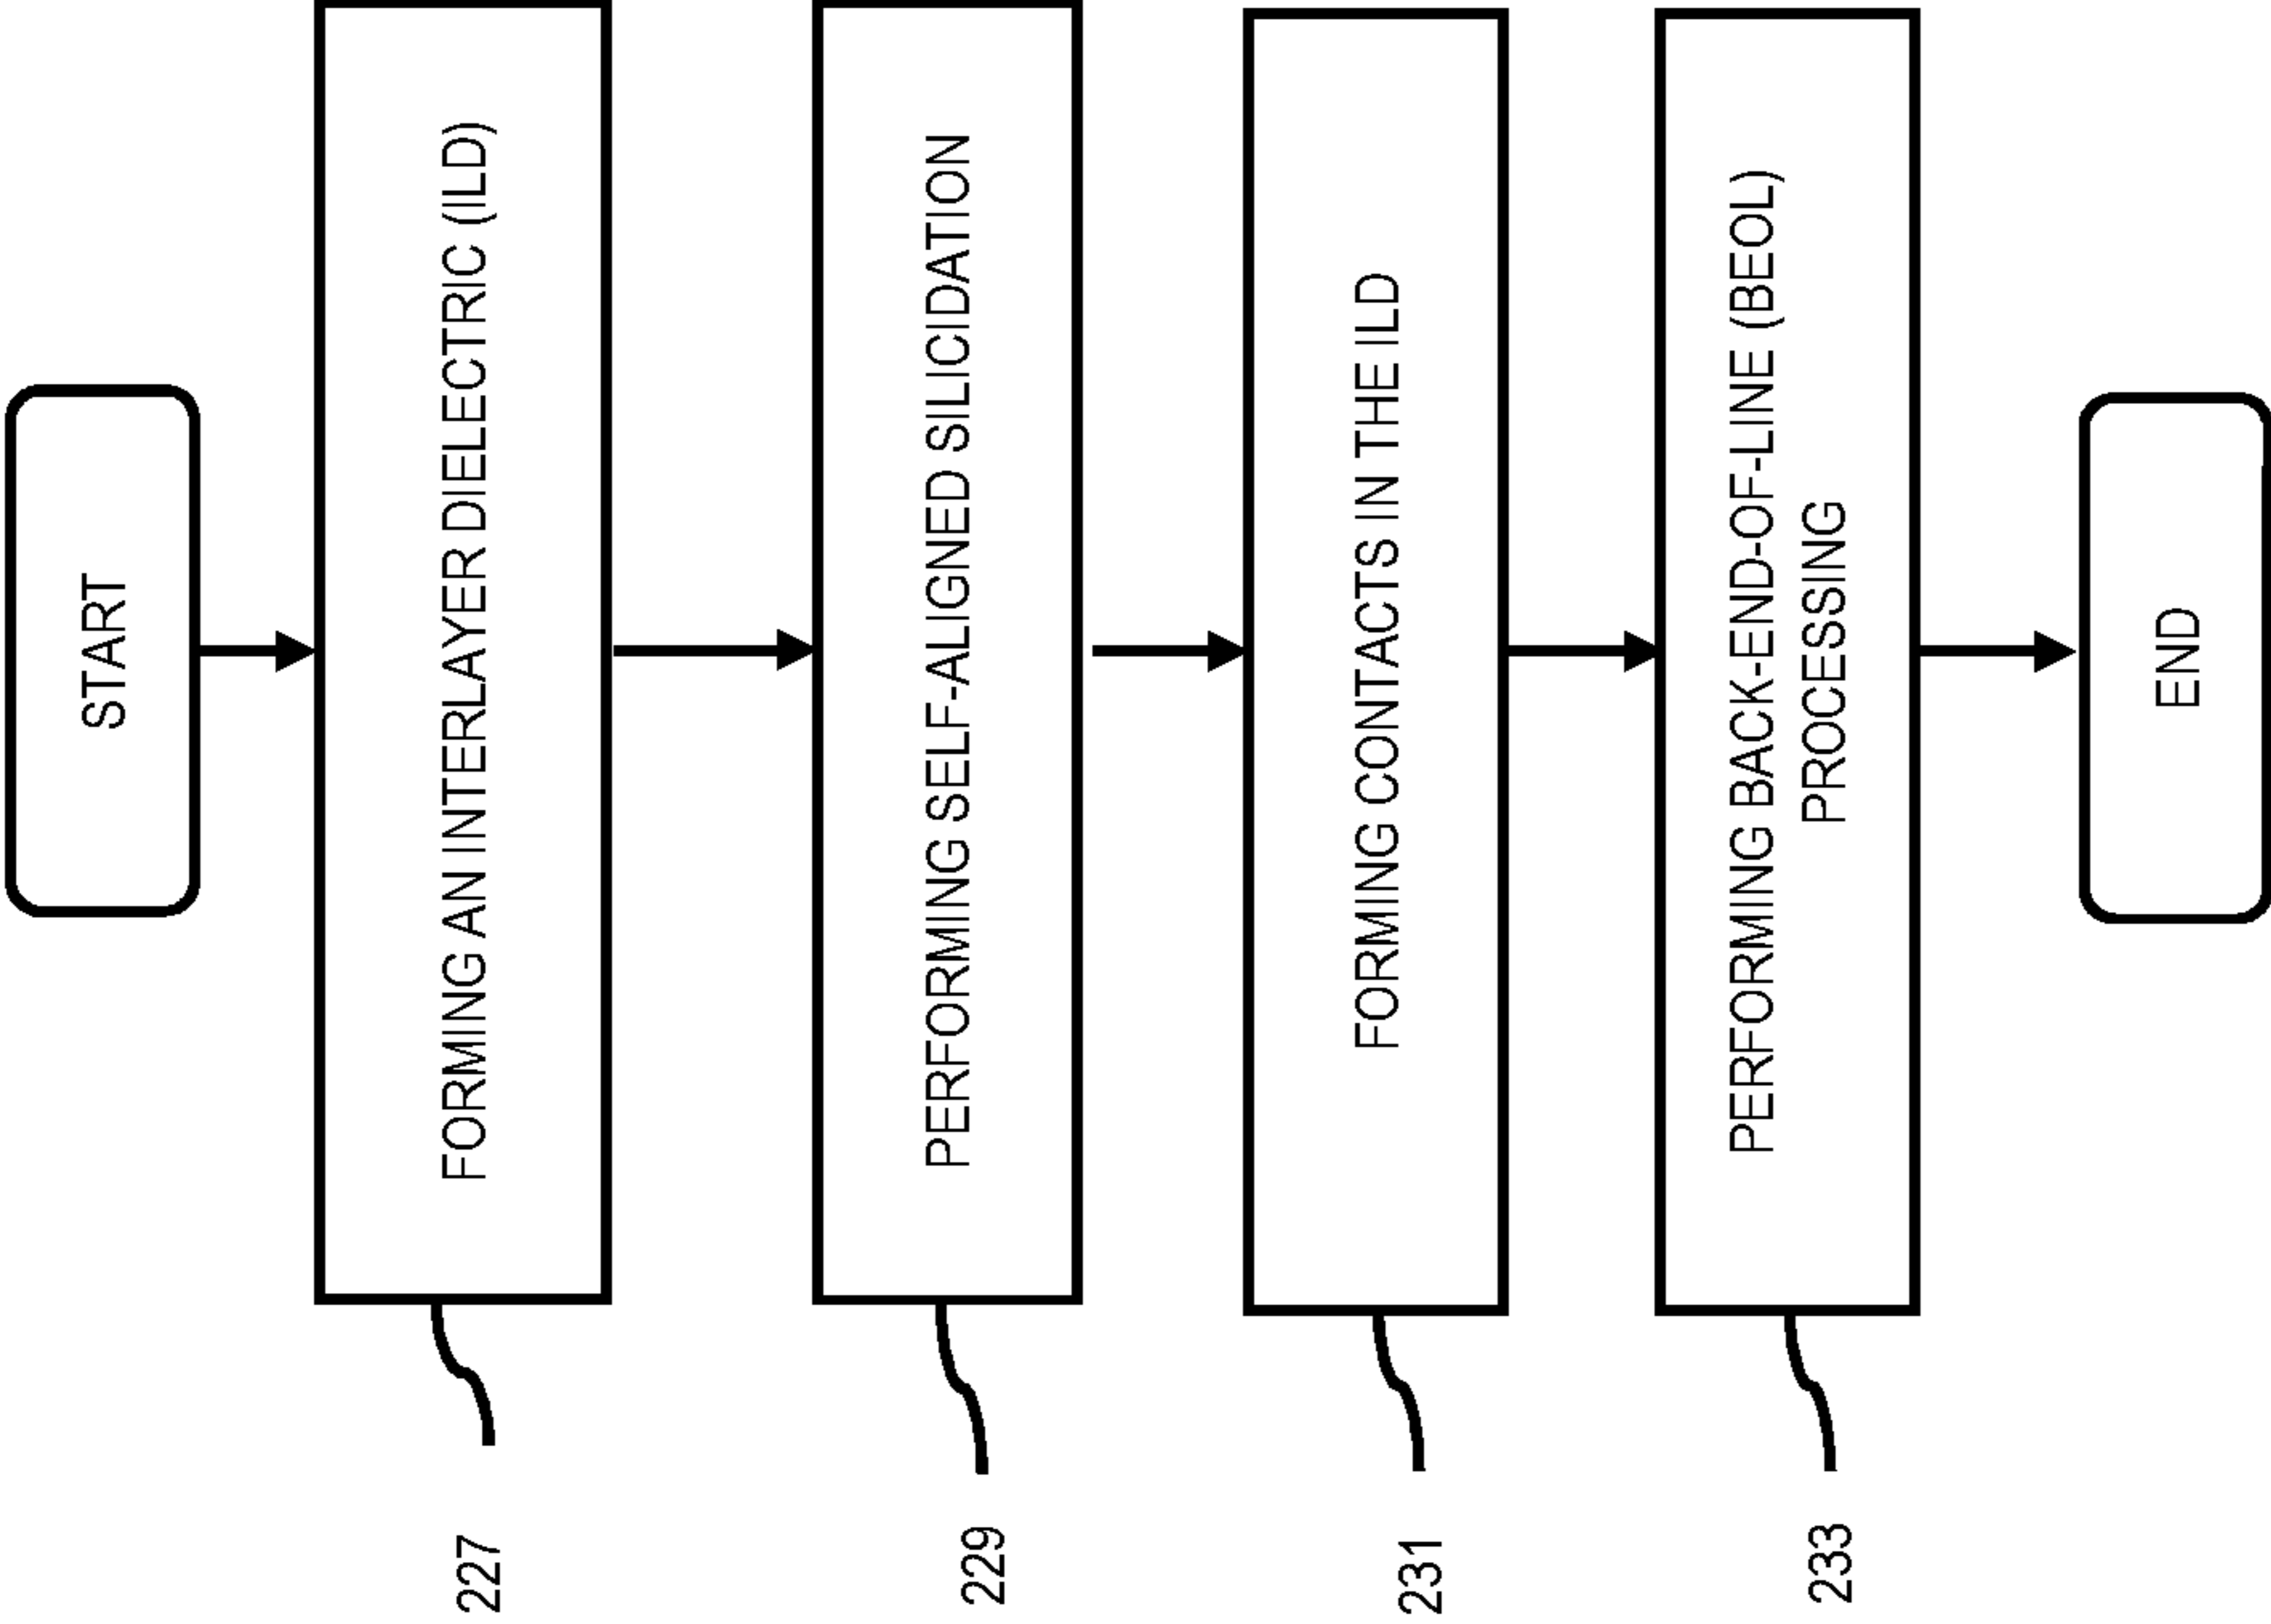 START
227
FORMING AN INTERLAYER DIELECTRIC (ILD)
229
PERFORMING SELF-ALIGNED SILICIDATION
231
FORMING CONTACTS IN THE ILD
233
PERFORMING BACK-END-OF-LINE (BEOL)
PROCESSING
END